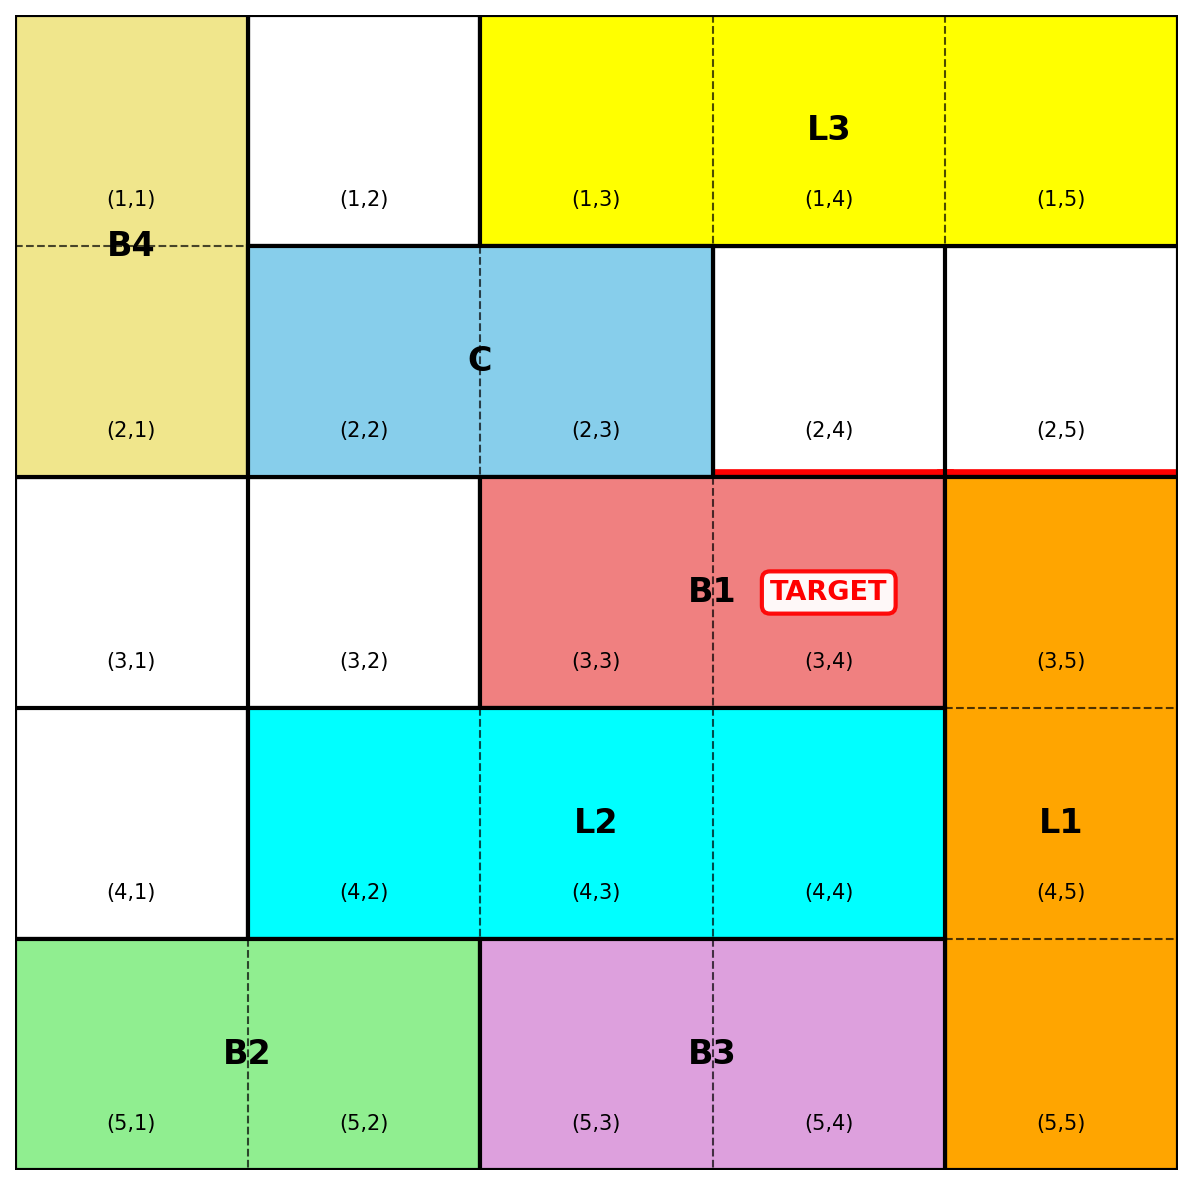 L3
(1,1) (1,2) (1,3) (1,4) (1,5)
B4
C
(2,1) (2,2) (2,3) (2,4) (2,5)
B1 TARGET
(3,1) (3,2) (3,3) (3,4) (3,5)
L2 L1
(4,1) (4,2) (4,3) (4,4) (4,5)
B2 B3
(5,1) (5,2) (5,3) (5,4) (5,5)